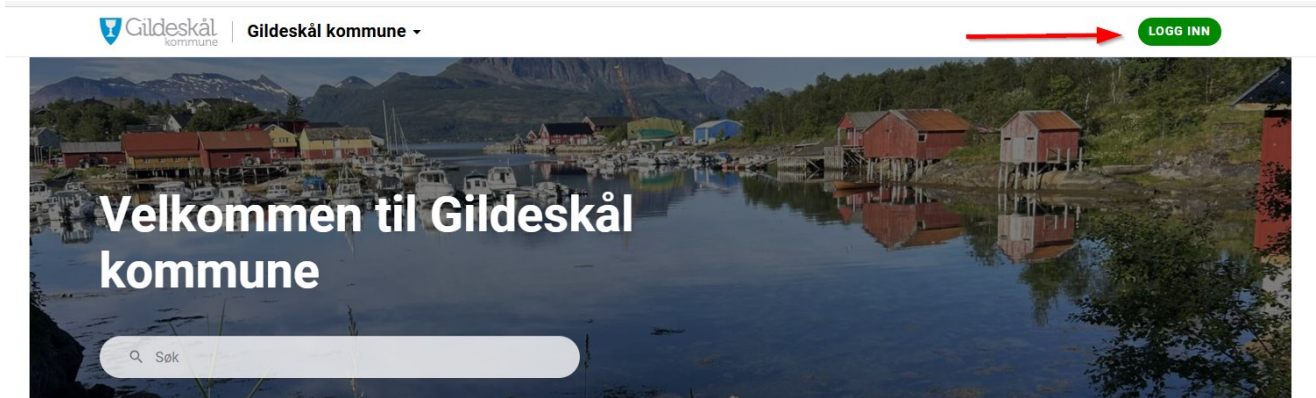 Gildeskål
kommune
Gildeskål kommune
LOGG INN
Velkommen til Gildeskål
kommune
Søk